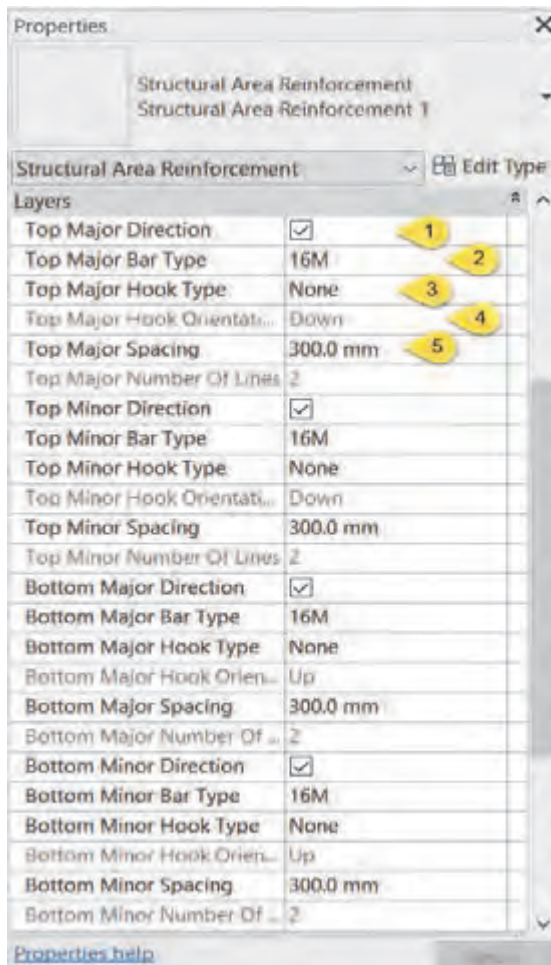 Properties
Structural Area Reinforcement
Structural Area Reinforcement 1
Structural Area Reinforcement Edit Type
Layers
Top Major Direction 1
Top Major Bar Type 16M 2
Top Major Hook Type None 3
Top Major Hook Orientati... Down 4
Top Major Spacing 300.0 mm 5
Top Major Number Of Lines 2
Top Minor Direction
Top Minor Bar Type 16M
Top Minor Hook Type None
Top Minor Hook Orientati... Down
Top Minor Spacing 300.0 mm
Top Minor Number Of Lines 2
Bottom Major Direction
Bottom Major Bar Type 16M
Bottom Major Hook Type None
Bottom Major Hook Orien... Up
Bottom Major Spacing 300.0 mm
Bottom Major Number Of ... 2
Bottom Minor Direction
Bottom Minor Bar Type 16M
Bottom Minor Hook Type None
Bottom Minor Hook Orien... Up
Bottom Minor Spacing 300.0 mm
Bottom Minor Number Of ... 2
Properties help